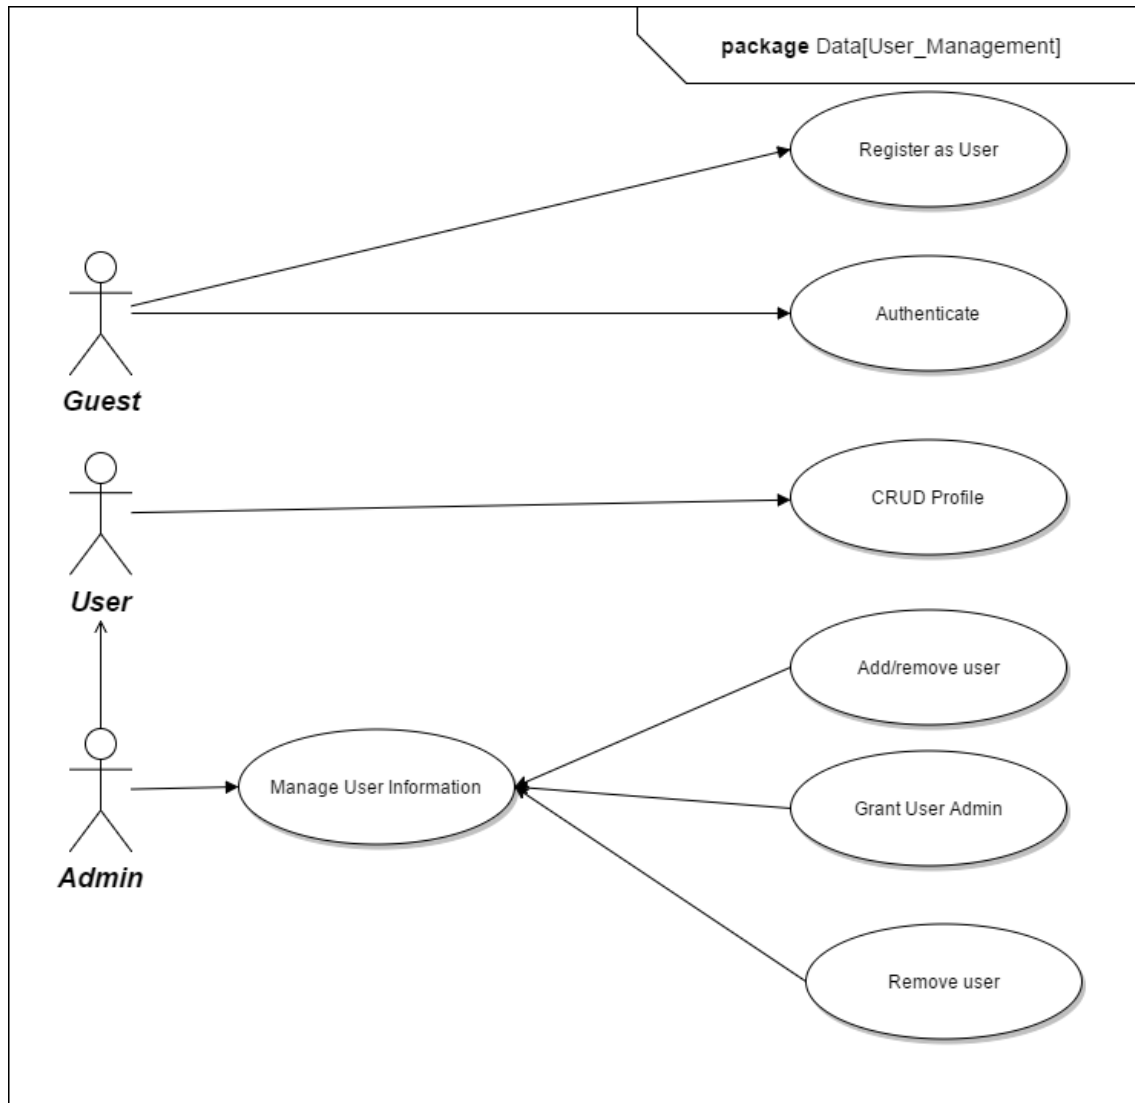 package Data[User_Management]
Register as User
Authenticate
Guest
CRUD Profile
User
Add/remove user
Manage User Information
Grant User Admin
Admin
Remove user